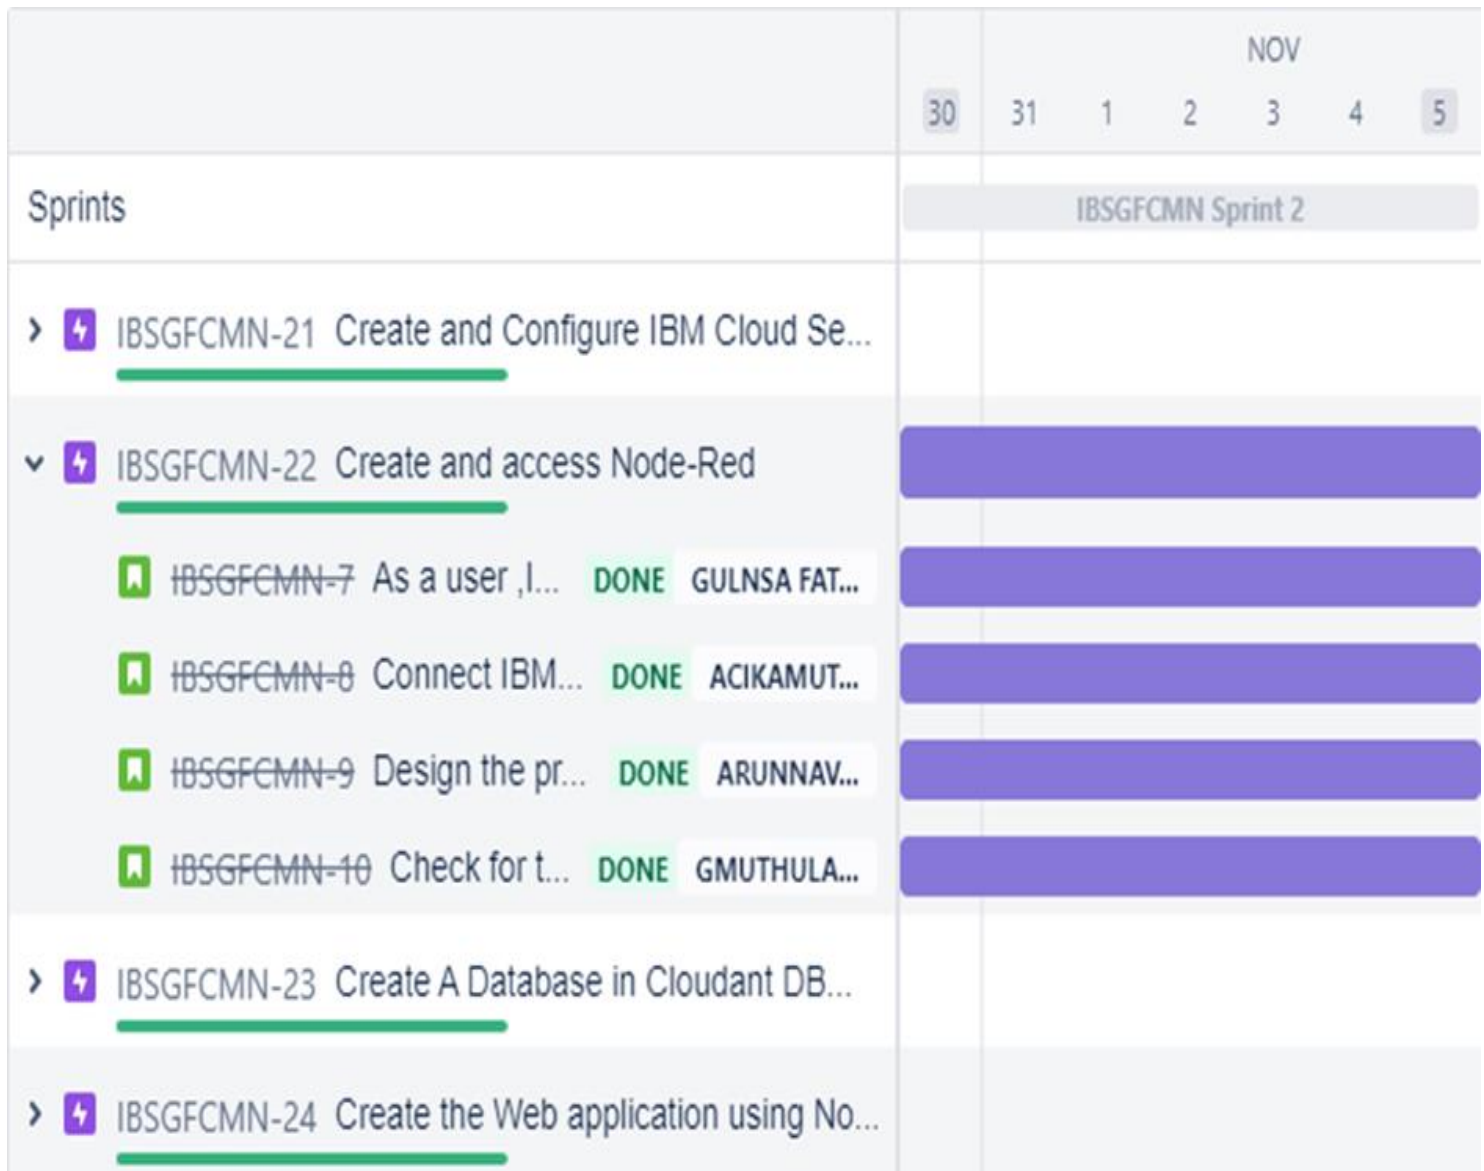 NOV
30 31 1 2 3 4 5
Sprints
IBSGFCMN Sprint 2
IBSGFCMN-21 Create and Configure IBM Cloud Se...
IBSGFCMN-22 Create and access Node-Red
IBSGFCMN-7 As a user ,I... DONE GULNSA FAT...
IBSGFCMN-8 Connect IBM... DONE ACIKAMUT...
IBSGFCMN-9 Design the pr... DONE ARUNNAV...
IBSGFCMN-10 Check for t... DONE GMUTHULA...
IBSGFCMN-23 Create A Database in Cloudant DB...
IBSGFCMN-24 Create the Web application using No...